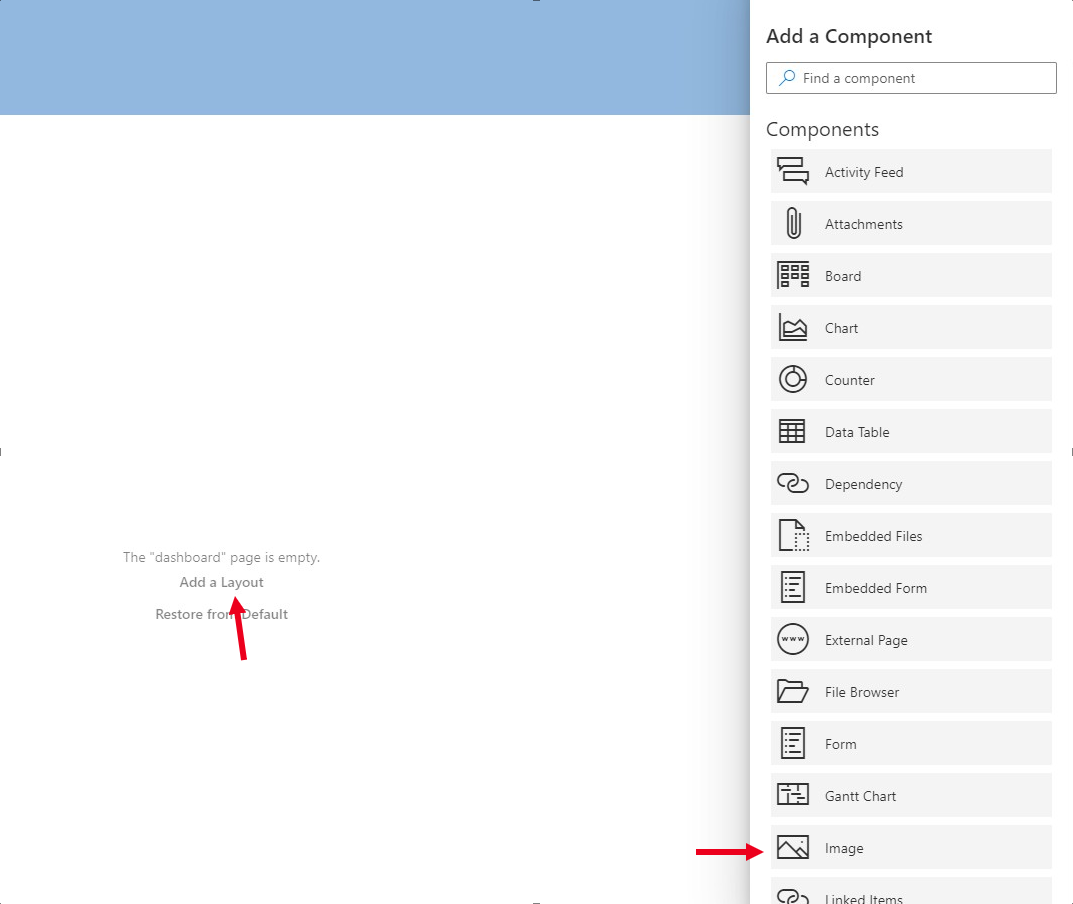 The "dashboard" page is empty.
Add a Layout
Restore from Default
Add a Component
Find a component
Components
Activity Feed
Attachments
Board
Chart
Counter
Data Table
Dependency
Embedded Files
Embedded Form
www
External Page
File Browser
Form
Gantt Chart
Image
Linked Items